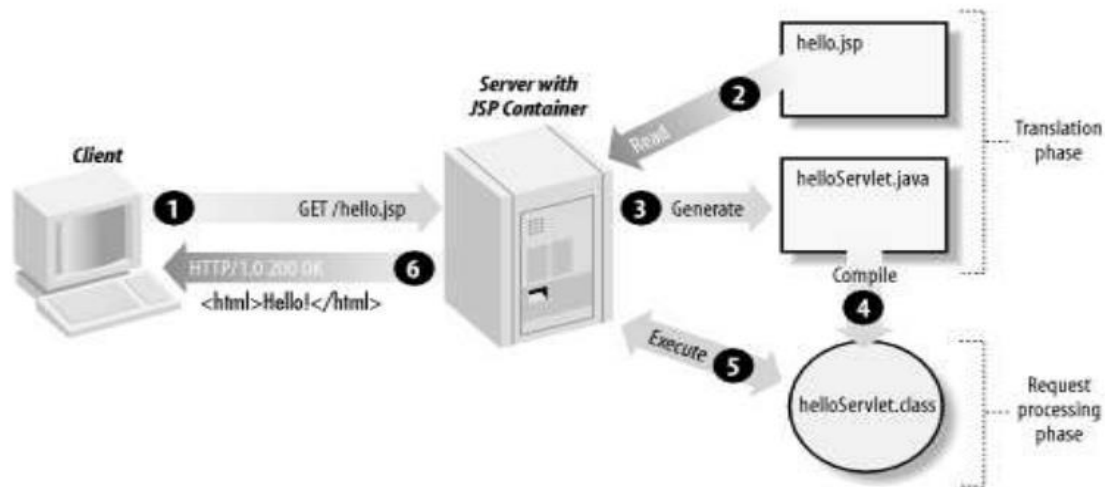 hello.jsp
Server with
JSP Container
2
Read
Translation
phase
Client
helloServlet.java
1
GET /hello.jsp
3
Generate
HTTP/1.0 200 OK
6
<html>Hello!</html>
Compile
4
Execute
5
helloServlet.class
Request
processing
phase